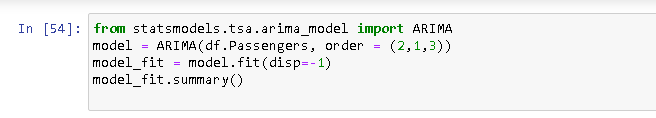 In [54]: from statsmodels.tsa.arima_model import ARIMA
model = ARIMA(df.Passengers, order = (2,1,3))
model_fit = model.fit(disp=-1)
model_fit.summary()